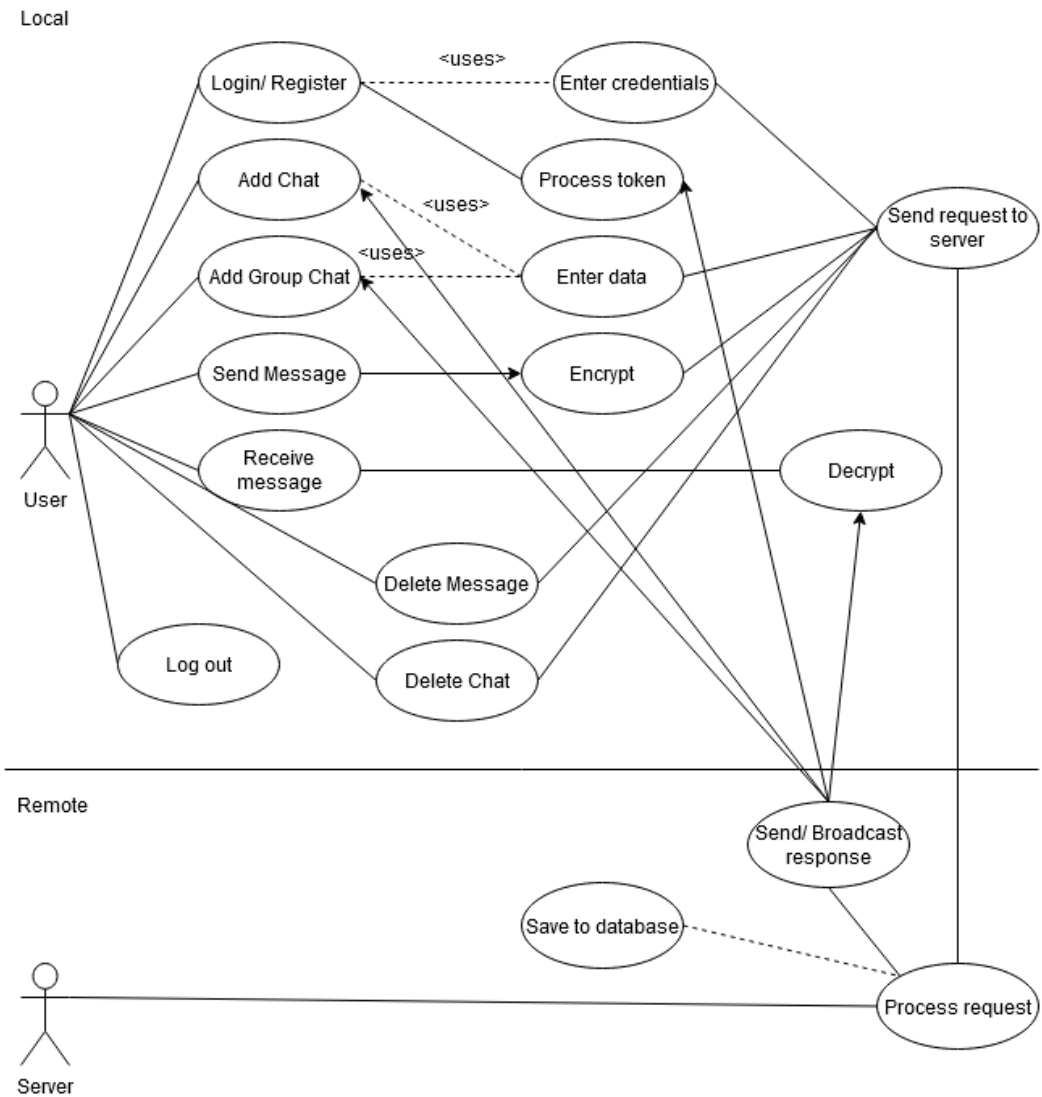 Local
<uses>
Login/ Register
Enter credentials
Add Chat
Process token
<uses>
Send request to
server
<uses>
Add Group Chat
Enter data
Send Message
Encrypt
Receive
message
Decrypt
User
Delete Message
Log out
Delete Chat
Remote
Send/ Broadcast
response
Save to database
Process request
Server